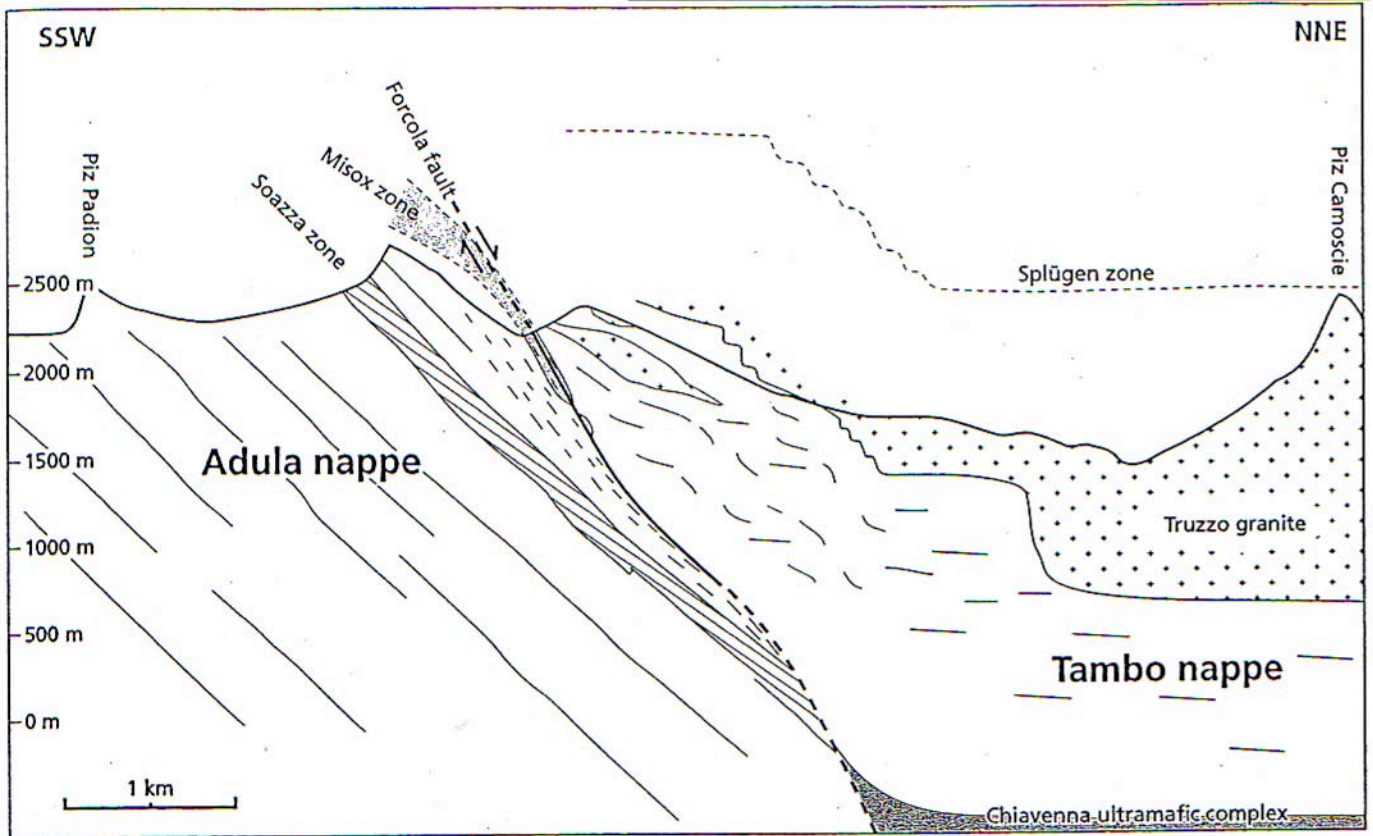 SSW
NNE
Piz Padion
Soazza zone
Misox zone
Forcola fault
Piz Camoscie
Splügen zone
2500 m
2000 m
1500 m
1000 m
500 m
0 m
Adula nappe
Truzzo granite
Tambo nappe
1 km
Chiavenna ultramafic complex